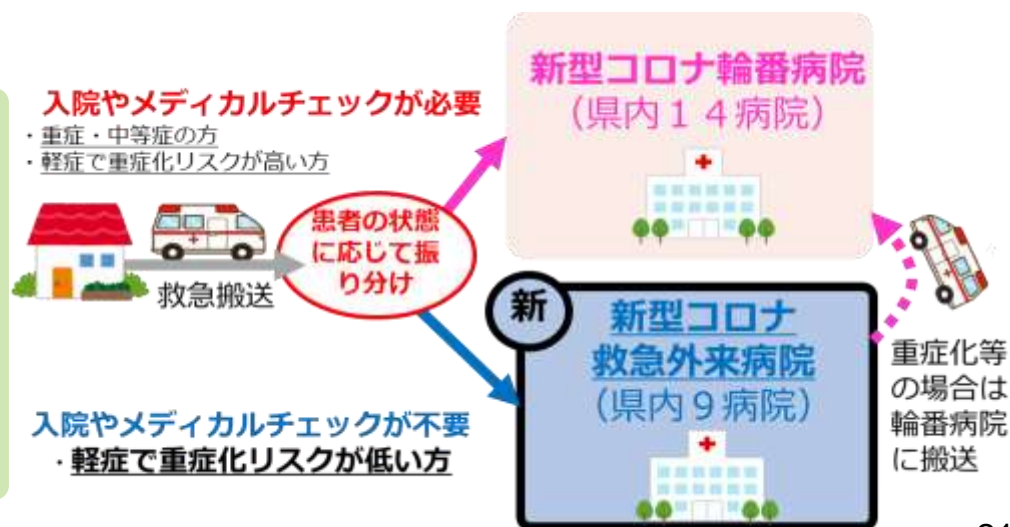 入院やメディカルチェックが必要
・重症・中等症の方
・軽症で重症化リスクが高い方
救急搬送
患者の状態
に応じて振
り分け
新型コロナ輪番病院
(県内14病院)
新
新型コロナ
救急外来病院
(県内9病院)
重症化等
の場合は
輪番病院
に搬送
入院やメディカルチェックが不要
・軽症で重症化リスクが低い方